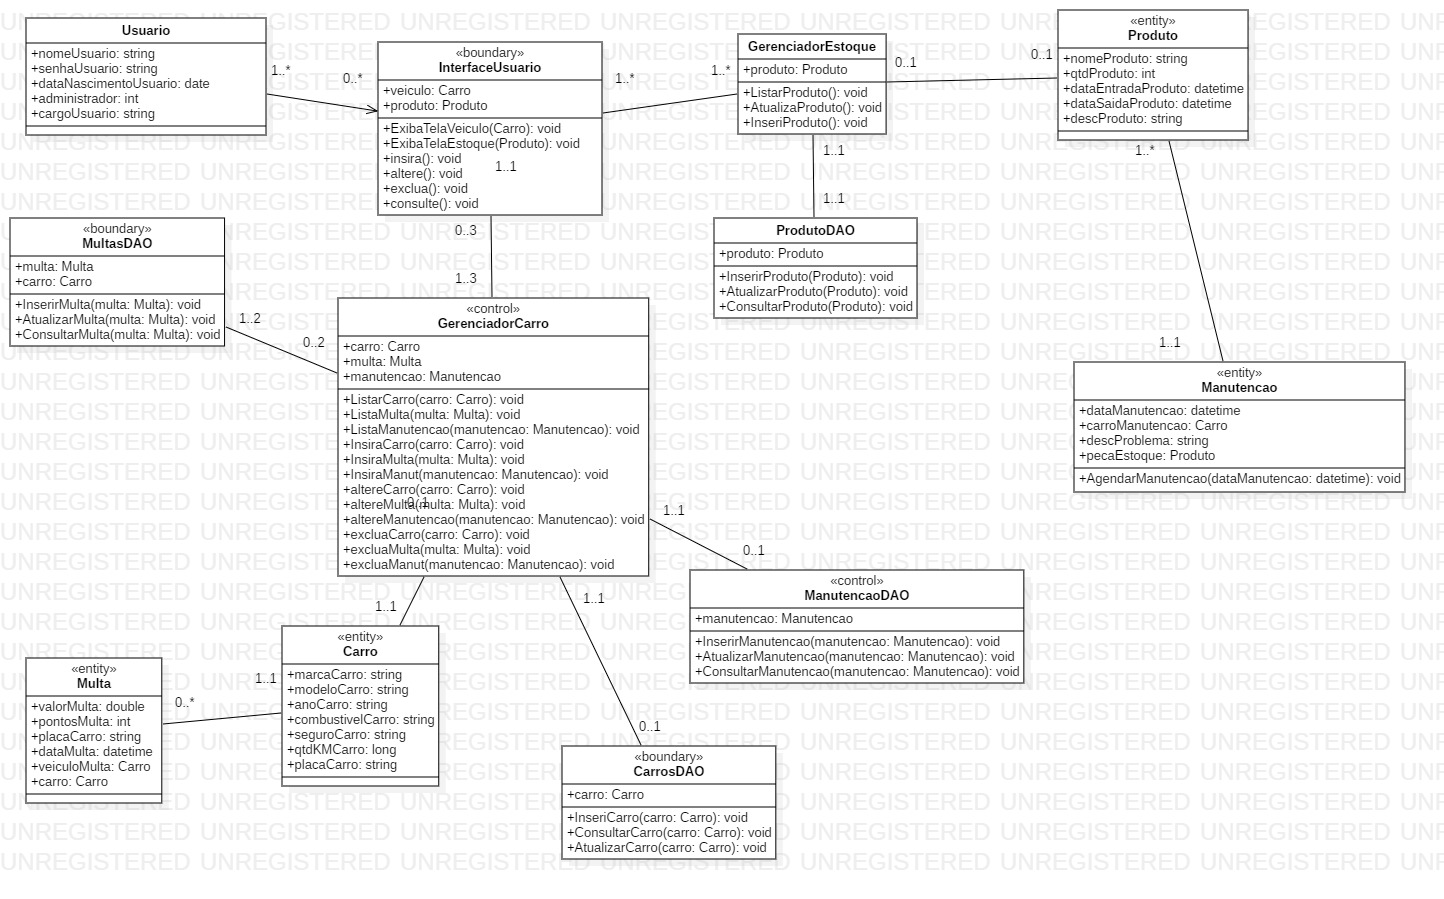 Usuario
+nomeUsuario: string
+senhaUsuario: string
+dataNascimentoUsuario: date
+administrador: int
+cargoUsuario: string
1..*
0..*
«boundary»
InterfaceUsuario
+veiculo: Carro
+produto: Produto
+ExibaTelaVeiculo(Carro): void
+ExibaTelaEstoque(Produto): void
+insira(): void
+altere(): void
+exclua(): void
+consulte(): void
1..1
1..*
1..*
GerenciadorEstoque
+produto: Produto
+ListarProduto(): void
+AtualizaProduto(): void
+InseriProduto(): void
0..1
0..1
«entity»
Produto
+nomeProduto: string
+qtdProduto: int
+dataEntradaProduto: datetime
+dataSaidaProduto: datetime
+descProduto: string
1..1
1..1
1..*
1..1
«boundary»
MultasDAO
+multa: Multa
+carro: Carro
+InserirMulta(multa: Multa): void
+AtualizarMulta(multa: Multa): void
+ConsultarMulta(multa: Multa): void
0..3
1..3
ProdutoDAO
+produto: Produto
+InserirProduto(Produto): void
+AtualizarProduto(Produto): void
+ConsultarProduto(Produto): void
1..2
0..2
«control»
GerenciadorCarro
+carro: Carro
+multa: Multa
+manutencao: Manutencao
+ListarCarro(carro: Carro): void
+ListaMulta(multa: Multa): void
+ListaManutencao(manutencao: Manutencao): void
+InsiraCarro(carro: Carro): void
+InsiraMulta(multa: Multa): void
+InsiraManut(manutencao: Manutencao): void
+altereCarro(carro: Carro): void
+altereMulta(multa: Multa): void
0..1
+altereManutencao(manutencao: Manutencao): void
+excluaCarro(carro: Carro): void
+excluaMulta(multa: Multa): void
+excluaManut(manutencao: Manutencao): void
«entity»
Manutencao
+dataManutencao: datetime
+carroManutencao: Carro
+descProblema: string
+pecaEstoque: Produto
+AgendarManutencao(dataManutencao: datetime): void
1..1
0..1
«control»
ManutencaoDAO
+manutencao: Manutencao
+InserirManutencao(manutencao: Manutencao): void
+AtualizarManutencao(manutencao: Manutencao): void
+ConsultarManutencao(manutencao: Manutencao): void
1..1
1..1
«entity»
Carro
+marcaCarro: string
+modeloCarro: string
+anoCarro: string
+combustivelCarro: string
+seguroCarro: string
+qtdKMCarro: long
+placaCarro: string
«entity»
Multa
+valorMulta: double
+pontosMulta: int
+placaCarro: string
+dataMulta: datetime
+veiculoMulta: Carro
+carro: Carro
0..*
1..1
0..1
«boundary»
CarrosDAO
+carro: Carro
+InseriCarro(carro: Carro): void
+ConsultarCarro(carro: Carro): void
+AtualizarCarro(carro: Carro): void